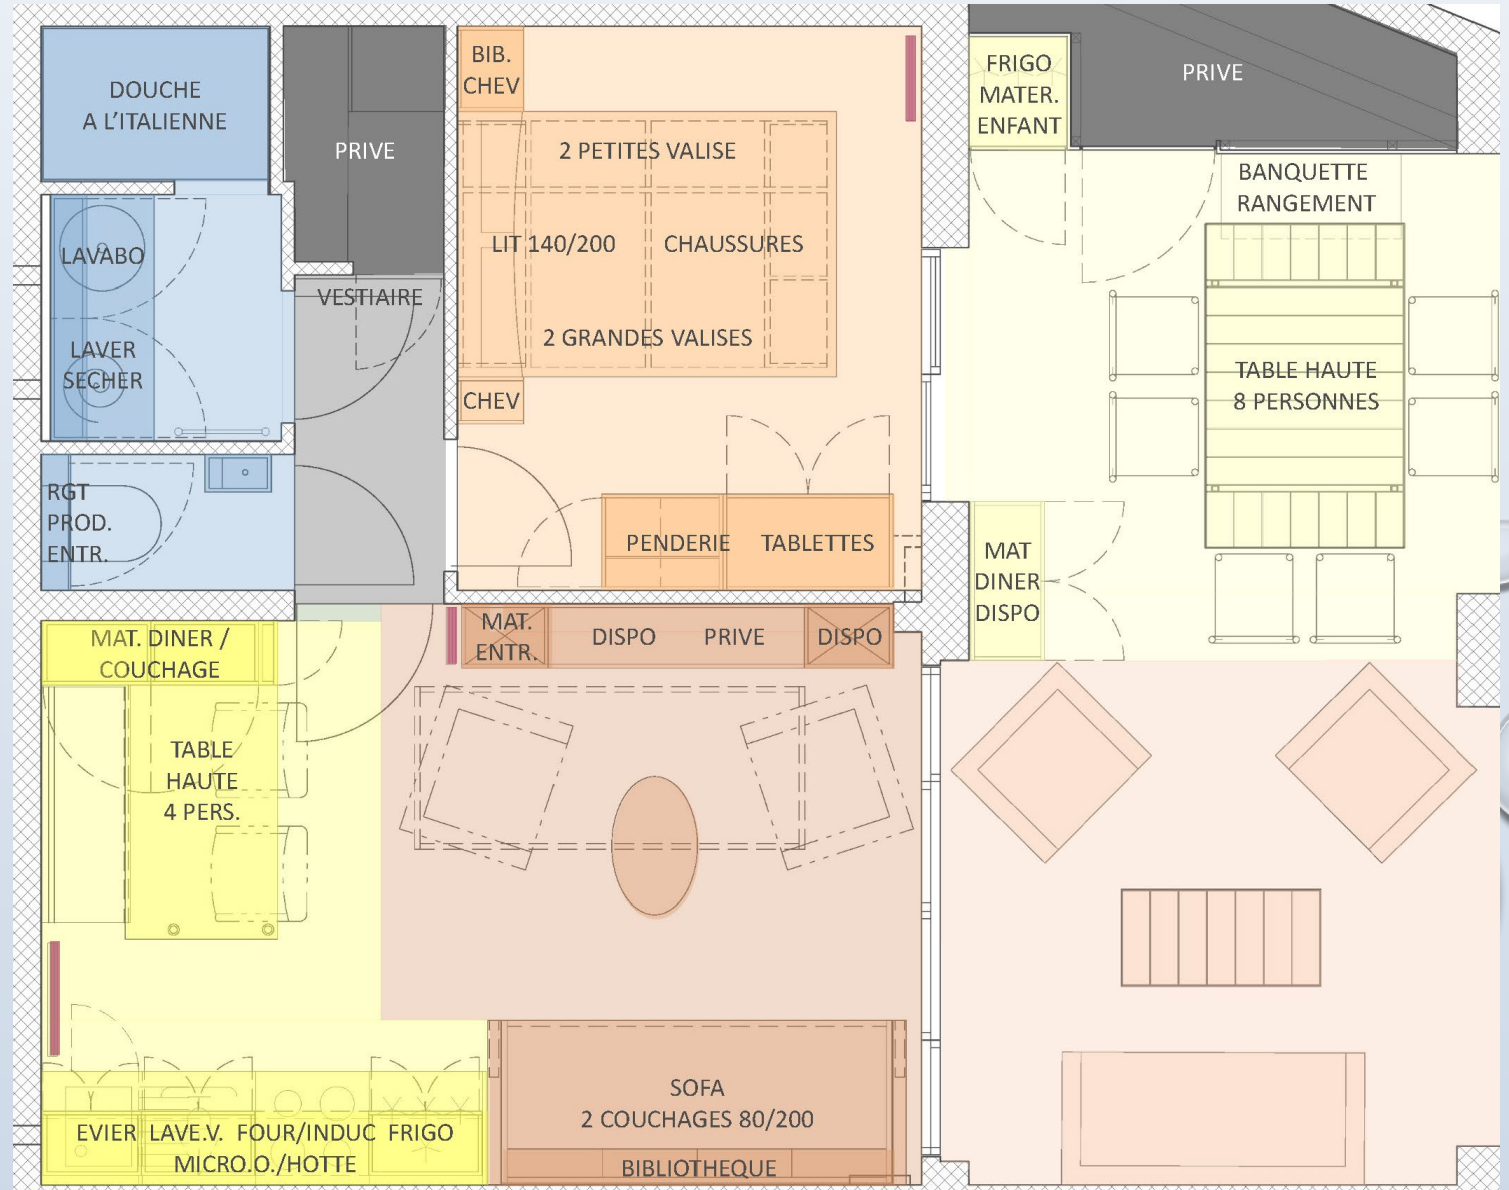 DOUCHE
A L'ITALIENNE
PRIVE
BIB.
CHEV
2 PETITES VALISE
FRIGO
MATER.
ENFANT
PRIVE
BANQUETTE
RANGEMENT
LAVABO
LIT 140/200
CHAUSSURES
VESTIAIRE
LAVER
SECHER
2 GRANDES VALISES
CHEV
TABLE HAUTE
8 PERSONNES
RGT
PROD.
ENTR.
PENDERIE
TABLETTES
MAT
DINER
DISPO
MAT. DINER /
COUCHAGE
MAT.
ENTR.
DISPO
PRIVE
DISPO
TABLE
HAUTE
4 PERS.
SOFA
2 COUCHAGES 80/200
BIBLIOTHEQUE
EVIER LAVE.V. FOUR/INDUC FRIGO
MICRO.O./HOTTE